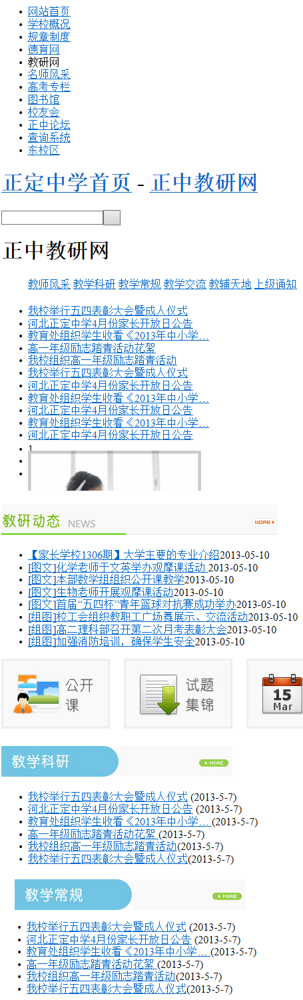 网站首页
学校概况
规章制度
德育网
教研网
名师风采
高考专栏
图书馆
校友会
正中论坛
查询系统
东校区
正定中学首页 - 正中教研网
正中教研网
教师风采 教学科研 教学常规 教学交流 教辅天地 上级通知
我校举行五四表彰大会暨成人仪式
河北正定中学4月份家长开放日公告
教育处组织学生收看《2013年中小学…
高一年级励志踏青活动花絮
我校组织高一年级励志踏青活动
我校举行五四表彰大会暨成人仪式
河北正定中学4月份家长开放日公告
教育处组织学生收看《2013年中小学…
河北正定中学4月份家长开放日公告
教育处组织学生收看《2013年中小学…
河北正定中学4月份家长开放日公告
1
教研动态 NEWS MORE
【家长学校1306期】大学主要的专业介绍2013-05-10
[图文]化学老师于文英举办观摩课活动 2013-05-10
[图文]本部数学组组织公开课教学2013-05-10
[图文]生物老师开展观摩课活动2013-05-10
[图文]首届“五四杯”青年篮球对抗赛成功举办2013-05-10
[组图]校工会组织教职工广场舞展示、交流活动2013-05-10
[组图]高二理科部召开第二次月考表彰大会2013-05-10
[组图]加强消防培训，确保学生安全2013-05-10
公开
课
试题
集锦
15
Mar
教学科研 MORE
我校举行五四表彰大会暨成人仪式 (2013-5-7)
河北正定中学4月份家长开放日公告 (2013-5-7)
教育处组织学生收看《2013年中小学… (2013-5-7)
高一年级励志踏青活动花絮 (2013-5-7)
我校组织高一年级励志踏青活动(2013-5-7)
我校举行五四表彰大会暨成人仪式(2013-5-7)
教学常规 MORE
我校举行五四表彰大会暨成人仪式 (2013-5-7)
河北正定中学4月份家长开放日公告 (2013-5-7)
教育处组织学生收看《2013年中小学… (2013-5-7)
高一年级励志踏青活动花絮 (2013-5-7)
我校组织高一年级励志踏青活动(2013-5-7)
我校举行五四表彰大会暨成人仪式(2013-5-7)